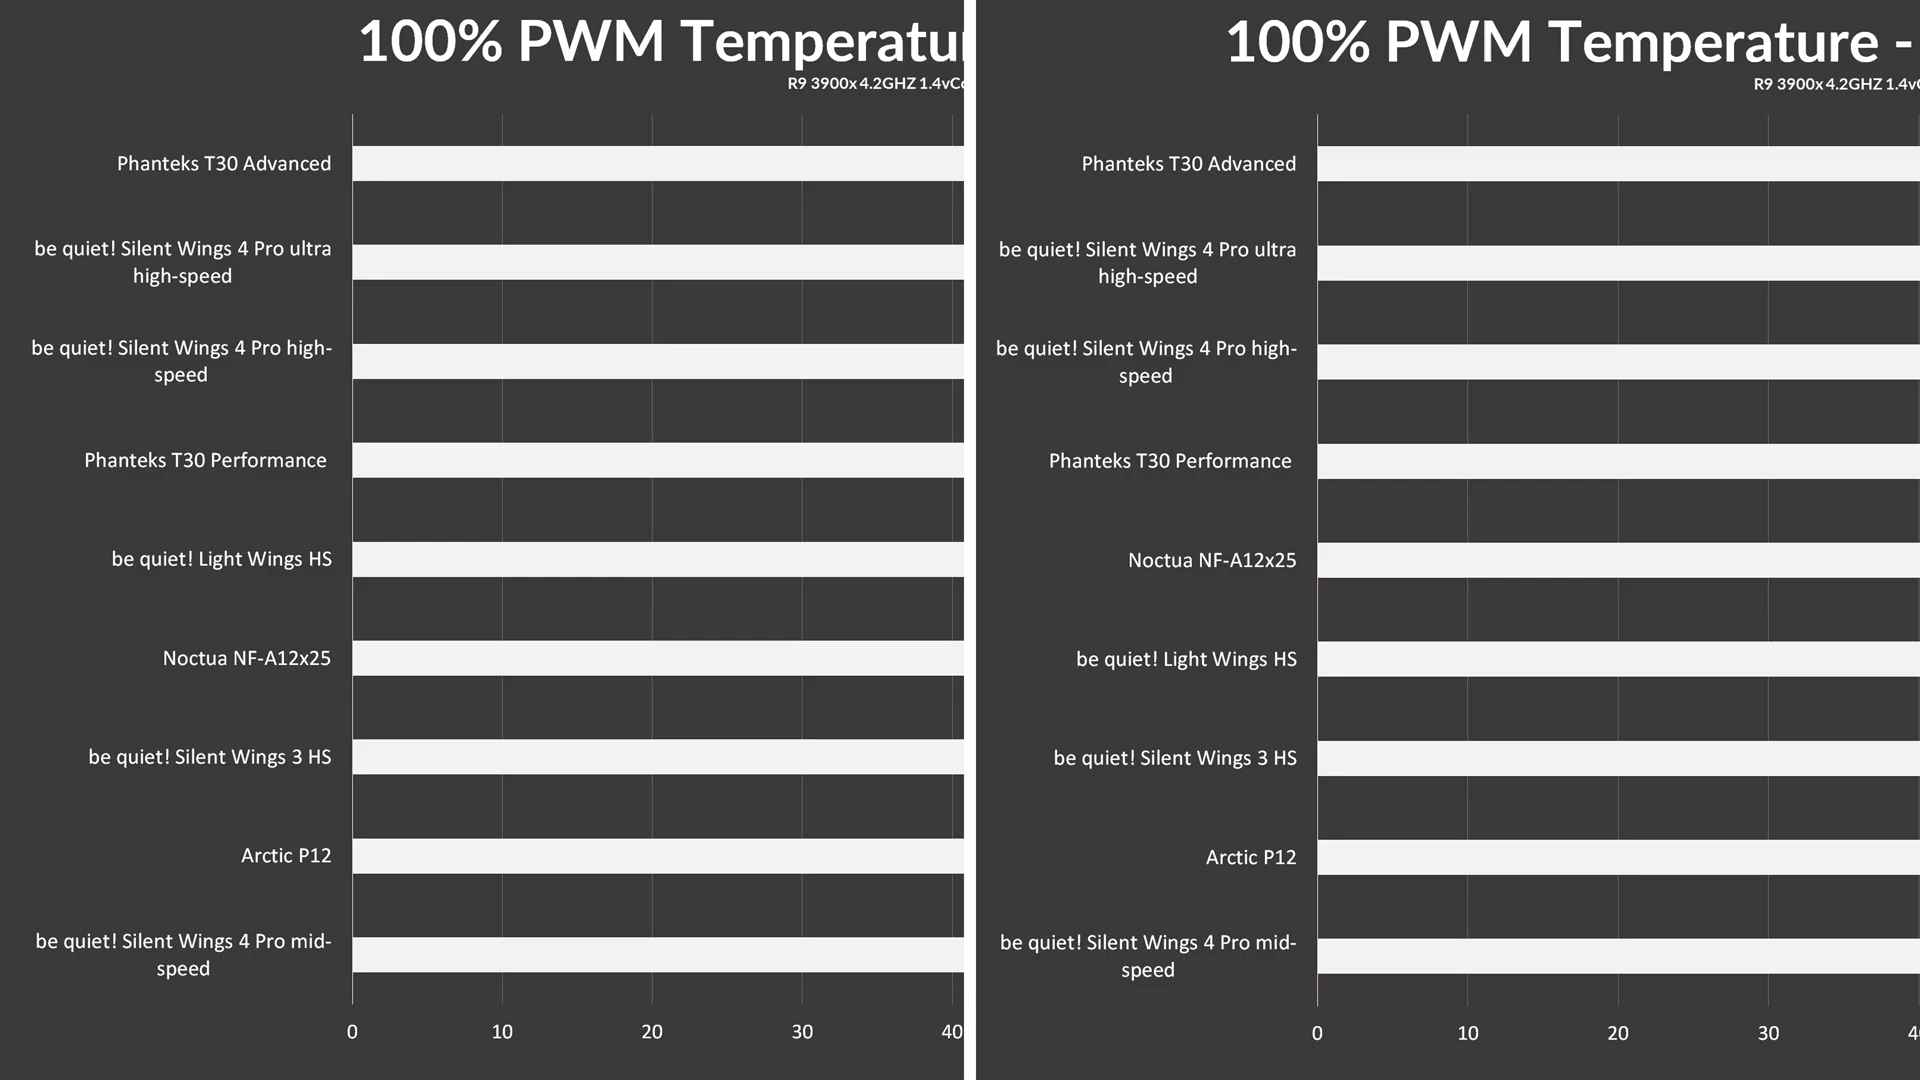 100% PWM Temperatu
R9 3900x 4.2GHZ 1.4vC
Phanteks T30 Advanced
be quiet! Silent Wings 4 Pro ultra
high-speed
be quiet! Silent Wings 4 Pro high-
speed
Phanteks T30 Performance
be quiet! Light Wings HS
Noctua NF-A12x25
be quiet! Silent Wings 3 HS
Arctic P12
be quiet! Silent Wings 4 Pro mid-
speed
0 10 20 30 40
100% PWM Temperature -
R9 3900x 4.2GHZ 1.4v
Phanteks T30 Advanced
be quiet! Silent Wings 4 Pro ultra
high-speed
be quiet! Silent Wings 4 Pro high-
speed
Phanteks T30 Performance
Noctua NF-A12x25
be quiet! Light Wings HS
be quiet! Silent Wings 3 HS
Arctic P12
be quiet! Silent Wings 4 Pro mid-
speed
0 10 20 30 4